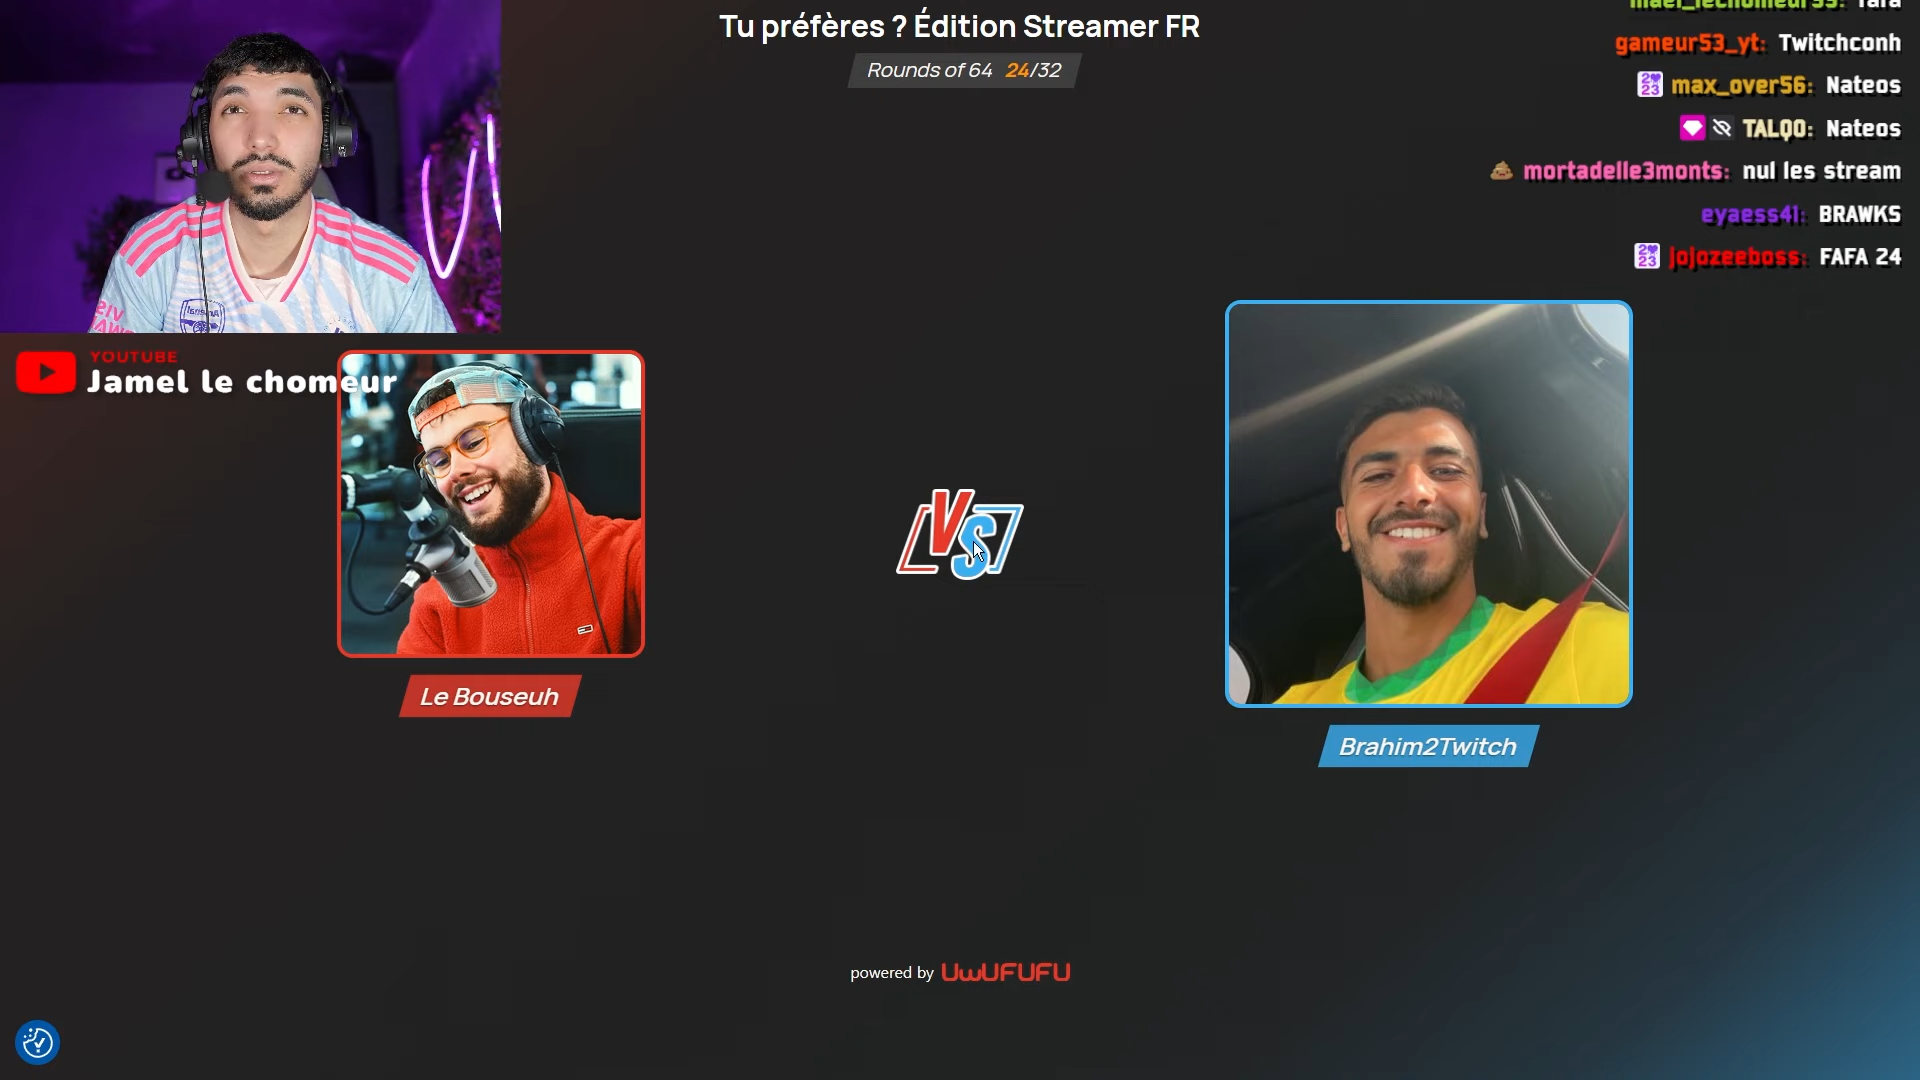 Tu préfères ? Édition Streamer FR
Rounds of 64 24/32
gameur53_yt: Twitchconh
max_over56: Nateos
TALQO: Nateos
mortadelle3monts: nul les stream
eyaess41: BRAWKS
jojozeeboss: FAFA 24
YOUTUBE
Jamel le chomeur
VS
Le Bouseuh
Brahim2Twitch
powered by UwUFUFU